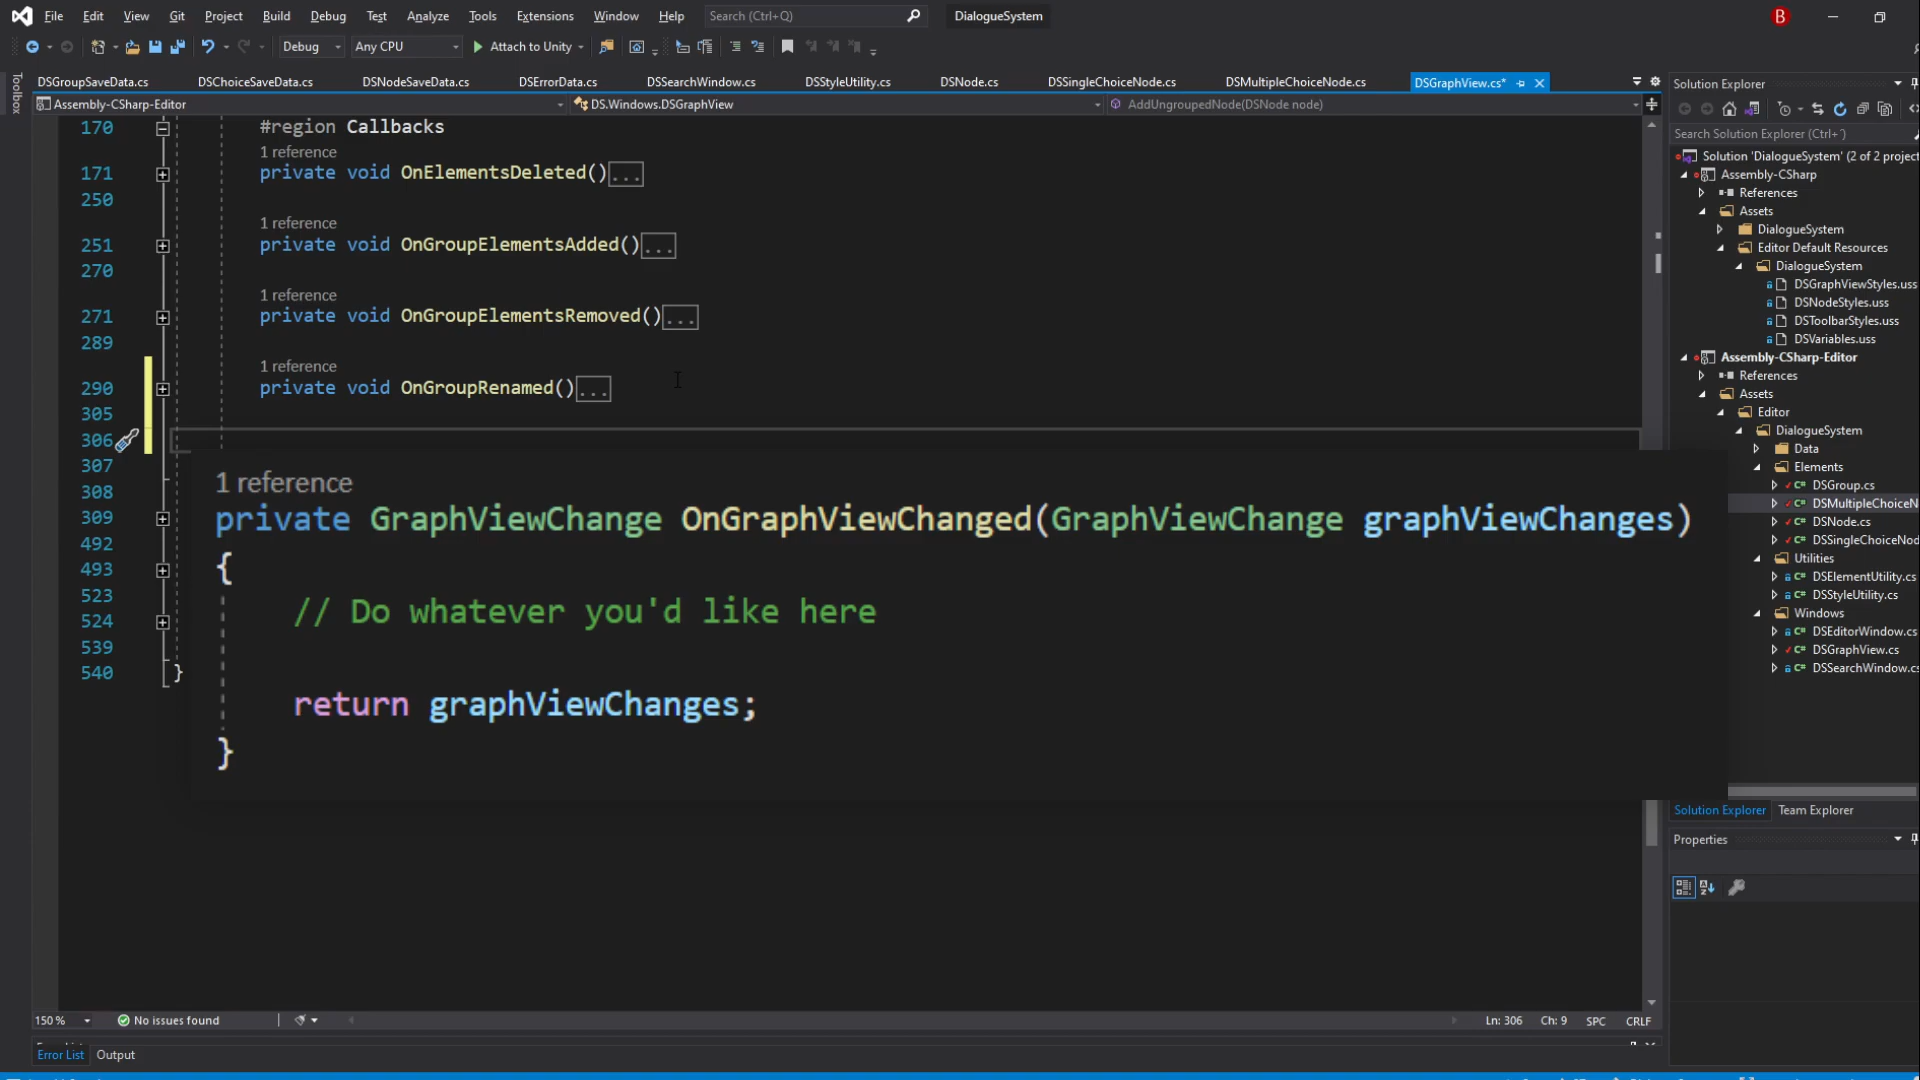 File Edit View Git Project Build Debug Test Analyze Tools Extensions Window Help Search (Ctrl+Q) DialogueSystem B
Debug Any CPU Attach to Unity
Toolbox
DSGroupSaveData.cs DSChoiceSaveData.cs DSNodeSaveData.cs DSErrorData.cs DSSearchWindow.cs DSStyleUtility.cs DSNode.cs DSSingleChoiceNode.cs DSMultipleChoiceNode.cs DSGraphView.cs*
Assembly-CSharp-Editor DS.Windows.DSGraphView AddUngroupedNode(DSNode node)
170 #region Callbacks
1 reference
171 private void OnElementsDeleted()...
250
1 reference
251 private void OnGroupElementsAdded()...
270
1 reference
271 private void OnGroupElementsRemoved()...
289
1 reference
290 private void OnGroupRenamed()...
305
306
307
308
309
492
493
523
524
539
540 }
1 reference
private GraphViewChange OnGraphViewChanged(GraphViewChange graphViewChanges)
{
// Do whatever you'd like here
return graphViewChanges;
}
150 % No issues found Ln: 306 Ch: 9 SPC CRLF
Error List Output
Solution Explorer
Search Solution Explorer (Ctrl+¨)
Solution 'DialogueSystem' (2 of 2 project
Assembly-CSharp
References
Assets
DialogueSystem
Editor Default Resources
DialogueSystem
DSGraphViewStyles.uss
DSNodeStyles.uss
DSToolbarStyles.uss
DSVariables.uss
Assembly-CSharp-Editor
References
Assets
Editor
DialogueSystem
Data
Elements
DSGroup.cs
DSMultipleChoiceN
DSNode.cs
DSSingleChoiceNod
Utilities
DSElementUtility.cs
DSStyleUtility.cs
Windows
DSEditorWindow.cs
DSGraphView.cs
DSSearchWindow.cs
Solution Explorer Team Explorer
Properties